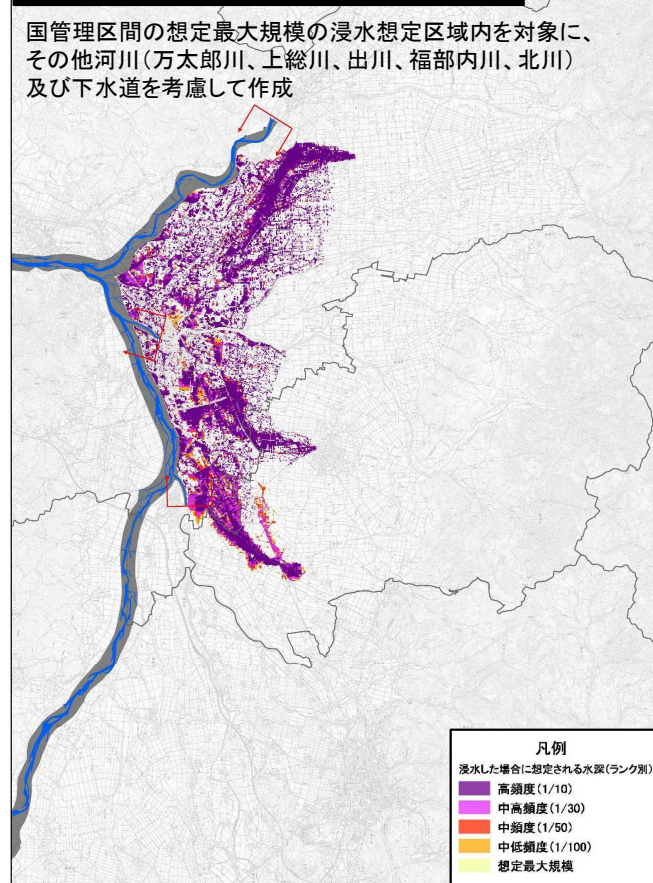 国管理区間の想定最大規模の浸水想定区域内を対象に、
その他河川(万太郎川、上総川、出川、福部内川、北川)
及び下水道を考慮して作成
凡例
浸水した場合に想定される水深(ランク別)
高頻度(1/10)
中高頻度(1/30)
中頻度(1/50)
中低頻度(1/100)
想定最大規模